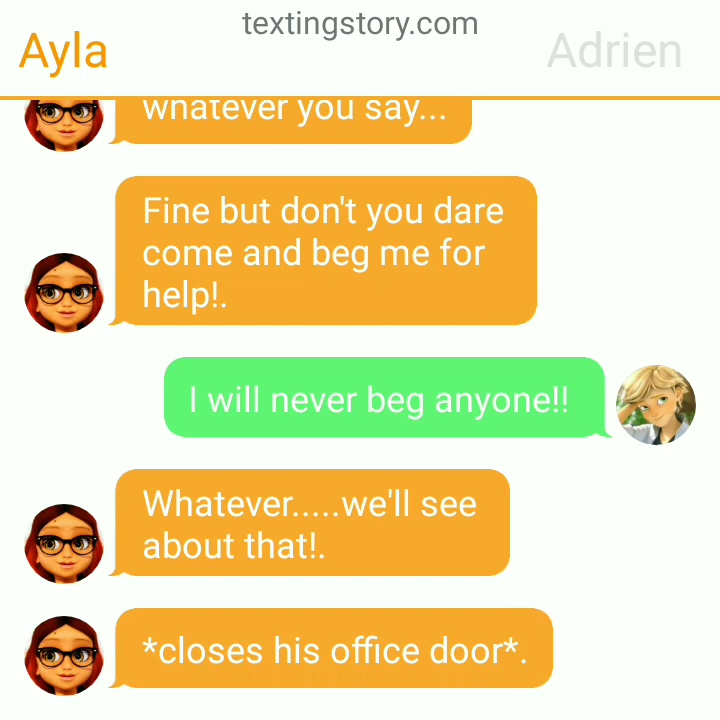 textingstory.com
Ayla
Adrien
whatever you say...
Fine but don't you dare
come and beg me for
help!.
I will never beg anyone!!
Whatever.....we'll see
about that!.
*closes his office door*.